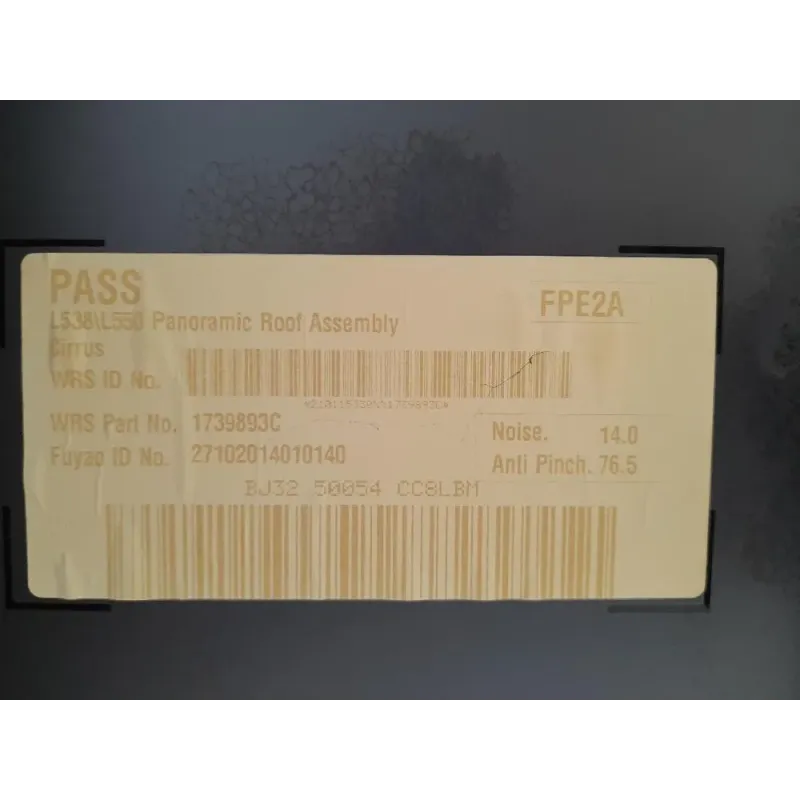 PASS
FPE2A
L538\L550 Panoramic Roof Assembly
Cirrus
WRS ID No.
WRS Part No. 1739893C
Noise. 14.0
Fuyao ID No. 27102014010140
Anti Pinch. 76.5
BJ32 50054 CC8LBM